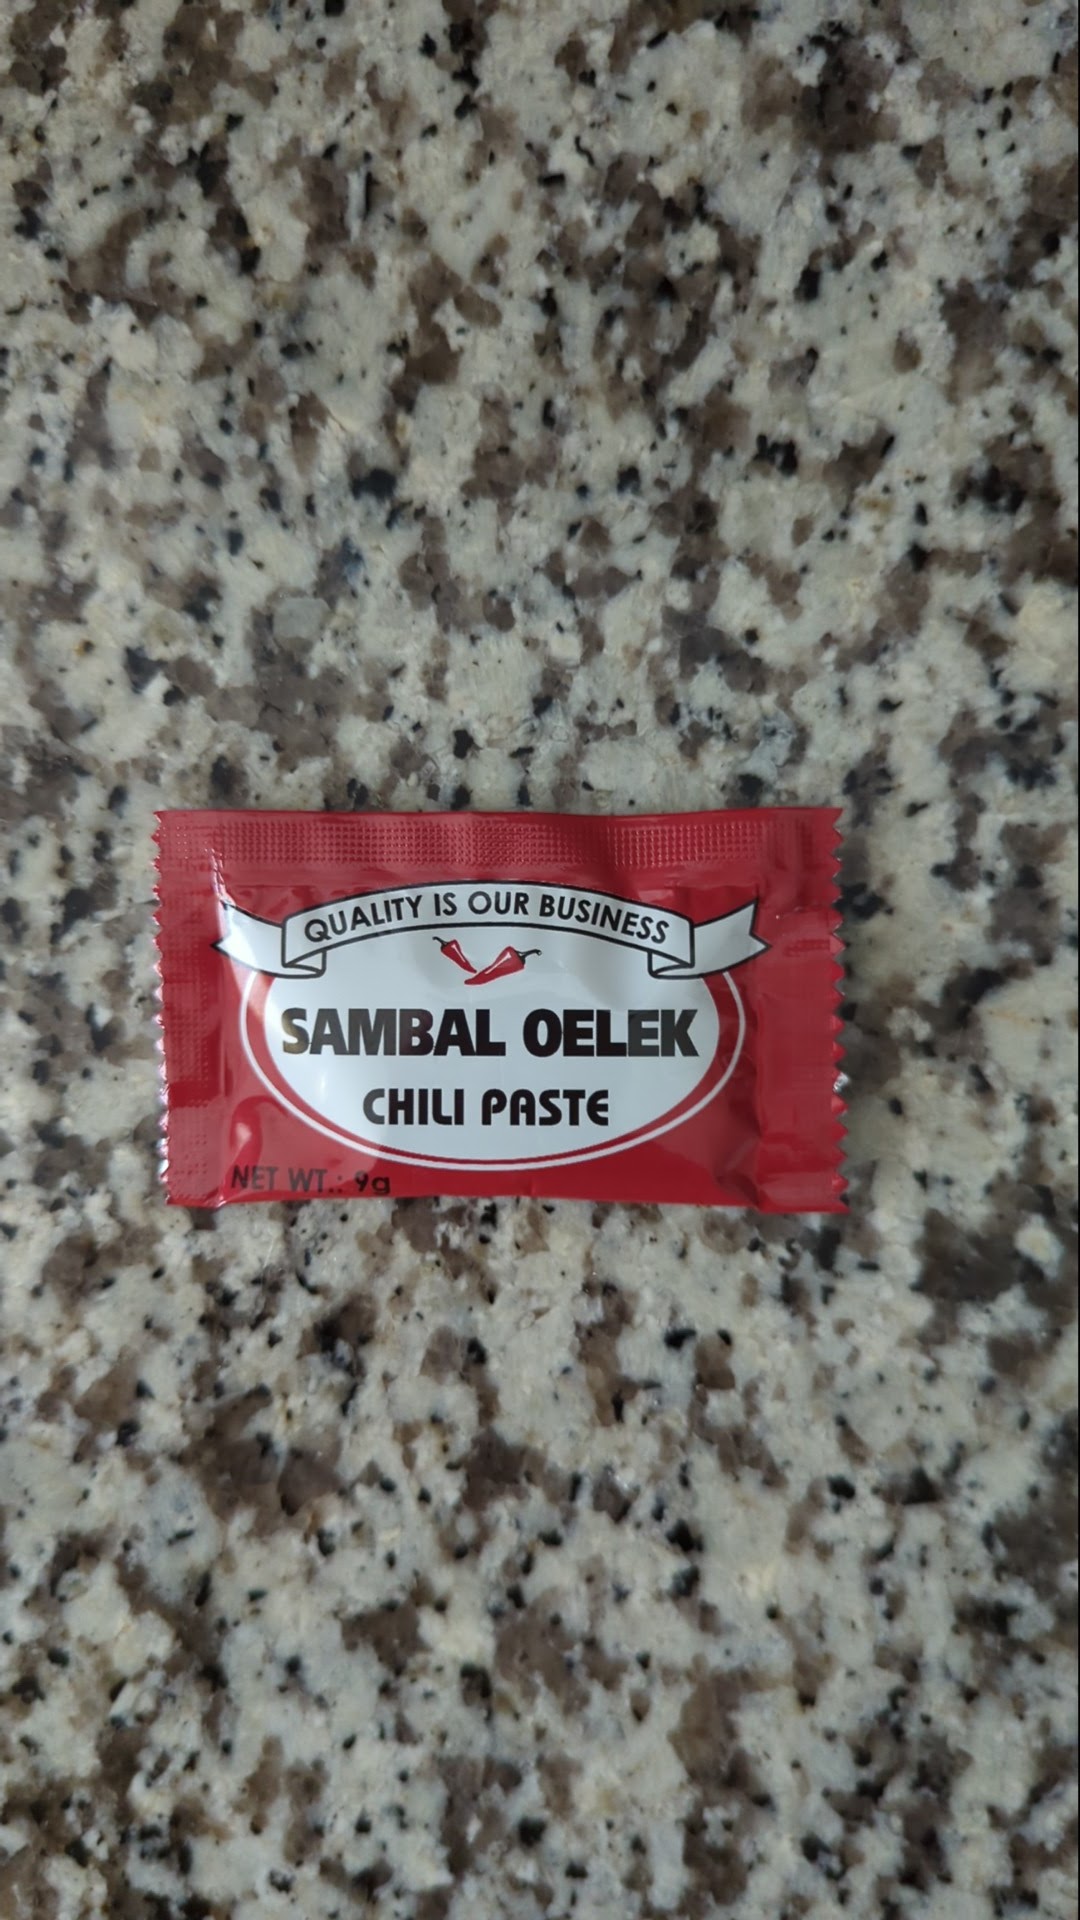 QUALITY IS OUR BUSINESS
SAMBAL OELEK
CHILI PASTE
NET WT.: 9g